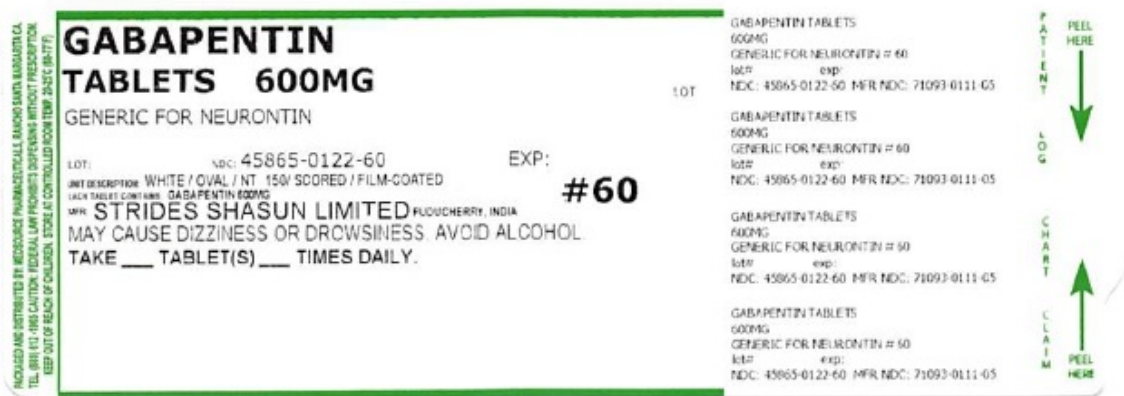 PACKAGED AND DISTRIBUTED BY: MEDSOURCE PHARMACEUTICALS, RANCHO SANTA MARGARITA CA.
TEL. (888) 612-1965 CAUTION: FEDERAL LAW PROHIBITS DISPENSING WITHOUT PRESCRIPTION
KEEP OUT OF REACH OF CHILDREN. STORE AT CONTROLLED ROOM TEMP. 20-25°C (68-77°F)
GABAPENTIN
TABLETS 600MG
LOT
GENERIC FOR NEURONTIN
LOT: NDC: 45865-0122-60 EXP:
UNIT DESCRIPTION: WHITE / OVAL / NT 150/ SCORED / FILM-COATED
EACH TABLET CONTAINS: GABAPENTIN 600MG
#60
MFR: STRIDES SHASUN LIMITED PUDUCHERRY, INDIA
MAY CAUSE DIZZINESS OR DROWSINESS. AVOID ALCOHOL.
TAKE ___ TABLET(S) ___ TIMES DAILY.
GABAPENTIN TABLETS
600MG
GENERIC FOR NEURONTIN # 60
lot# exp:
NDC: 45865-0122-60 MFR NDC: 71093-0111-05
GABAPENTIN TABLETS
600MG
GENERIC FOR NEURONTIN # 60
lot# exp:
NDC: 45865-0122-60 MFR NDC: 71093-0111-05
GABAPENTIN TABLETS
600MG
GENERIC FOR NEURONTIN # 60
lot# exp:
NDC: 45865-0122-60 MFR NDC: 71093-0111-05
GABAPENTIN TABLETS
600MG
GENERIC FOR NEURONTIN # 60
lot# exp:
NDC: 45865-0122-60 MFR NDC: 71093-0111-05
PATIENT
LOG
CHART
CLAIM
PEEL
HERE
PEEL
HERE